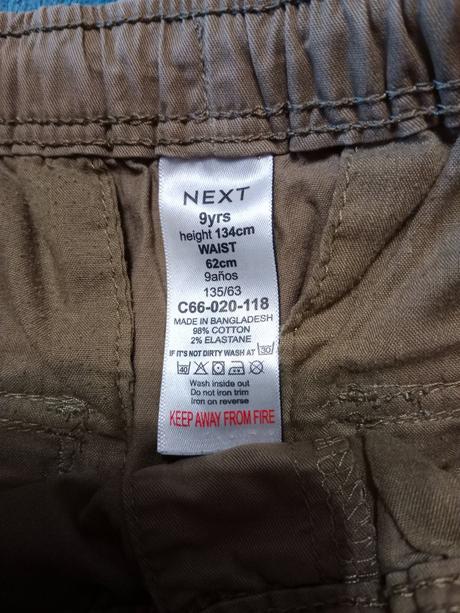 NEXT
9yrs
height 134cm
WAIST
62cm
9años
135/63
C66-020-118
MADE IN BANGLADESH
98% COTTON
2% ELASTANE
IF IT'S NOT DIRTY WASH AT 30
40
Wash inside out
Do not iron trim
Iron on reverse
KEEP AWAY FROM FIRE